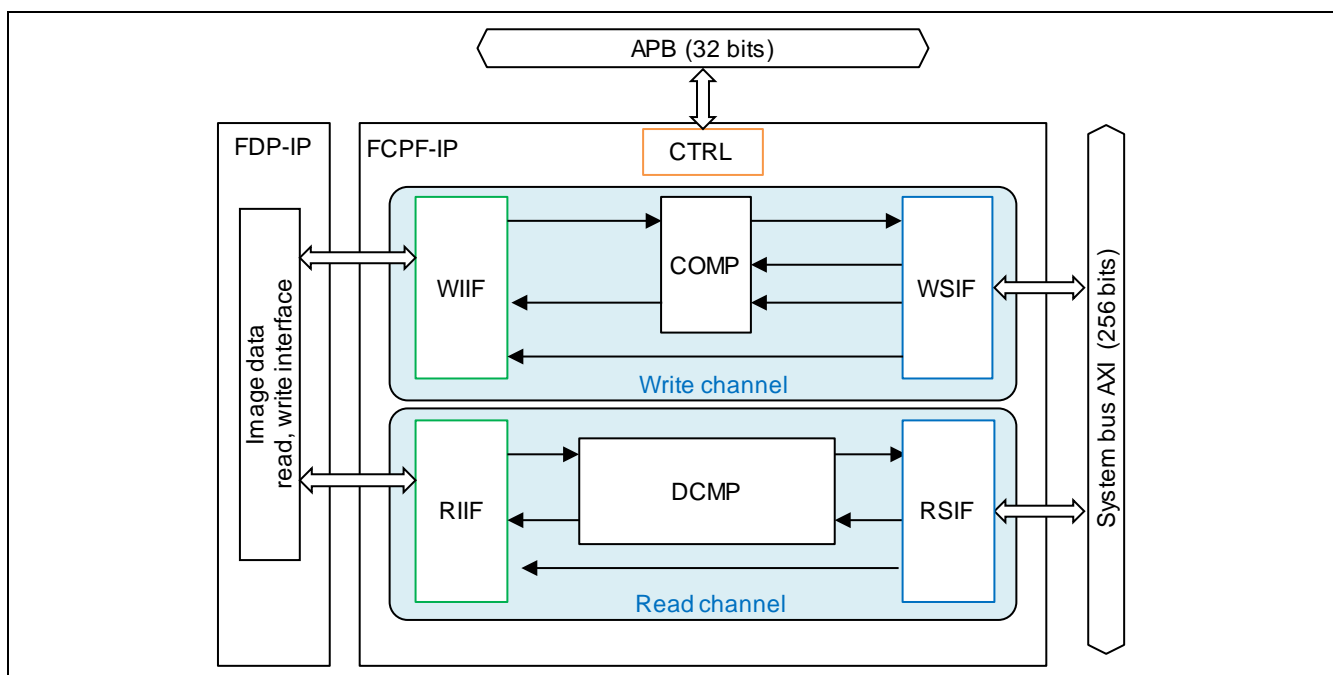 APB (32 bits)
FDP-IP
FCPF-IP
CTRL
Image data
read, write interface
WIIF
COMP
WSIF
Write channel
RIIF
DCMP
RSIF
Read channel
System bus AXI (256 bits)